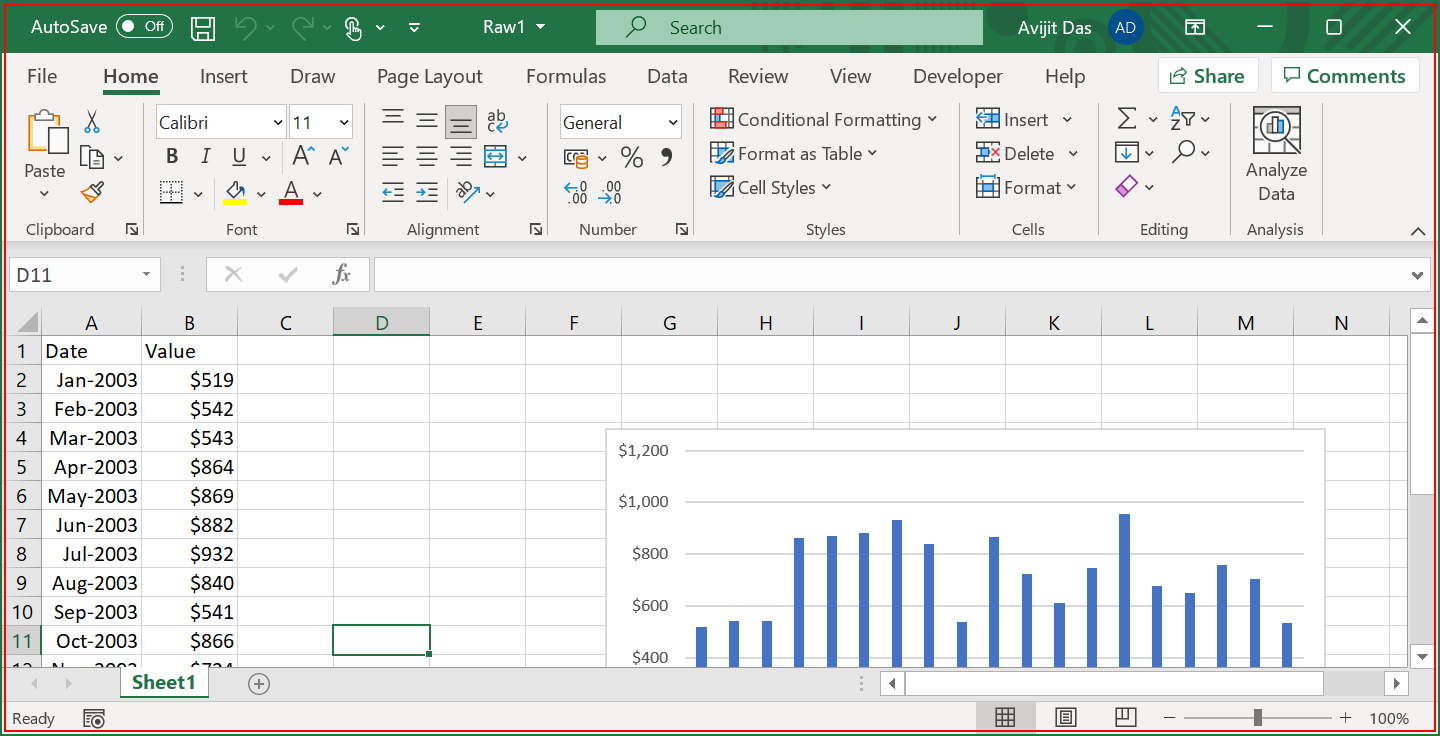 AutoSave Off Raw1 Search Avijit Das AD
File Home Insert Draw Page Layout Formulas Data Review View Developer Help Share Comments
Paste
Clipboard
Calibri 11
B I U A A
A
Font
ab
Alignment
General
% 9
.00 .00
Number
Conditional Formatting
Format as Table
Cell Styles
Styles
Insert
Delete
Format
Cells
Editing
Analyze
Data
Analysis
D11 fx
A B C D E F G H I J K L M N
1 Date Value
2 Jan-2003 $519
3 Feb-2003 $542
4 Mar-2003 $543
5 Apr-2003 $864
6 May-2003 $869
7 Jun-2003 $882
8 Jul-2003 $932
9 Aug-2003 $840
10 Sep-2003 $541
11 Oct-2003 $866
$1,200
$1,000
$800
$600
$400
Sheet1
Ready 100%